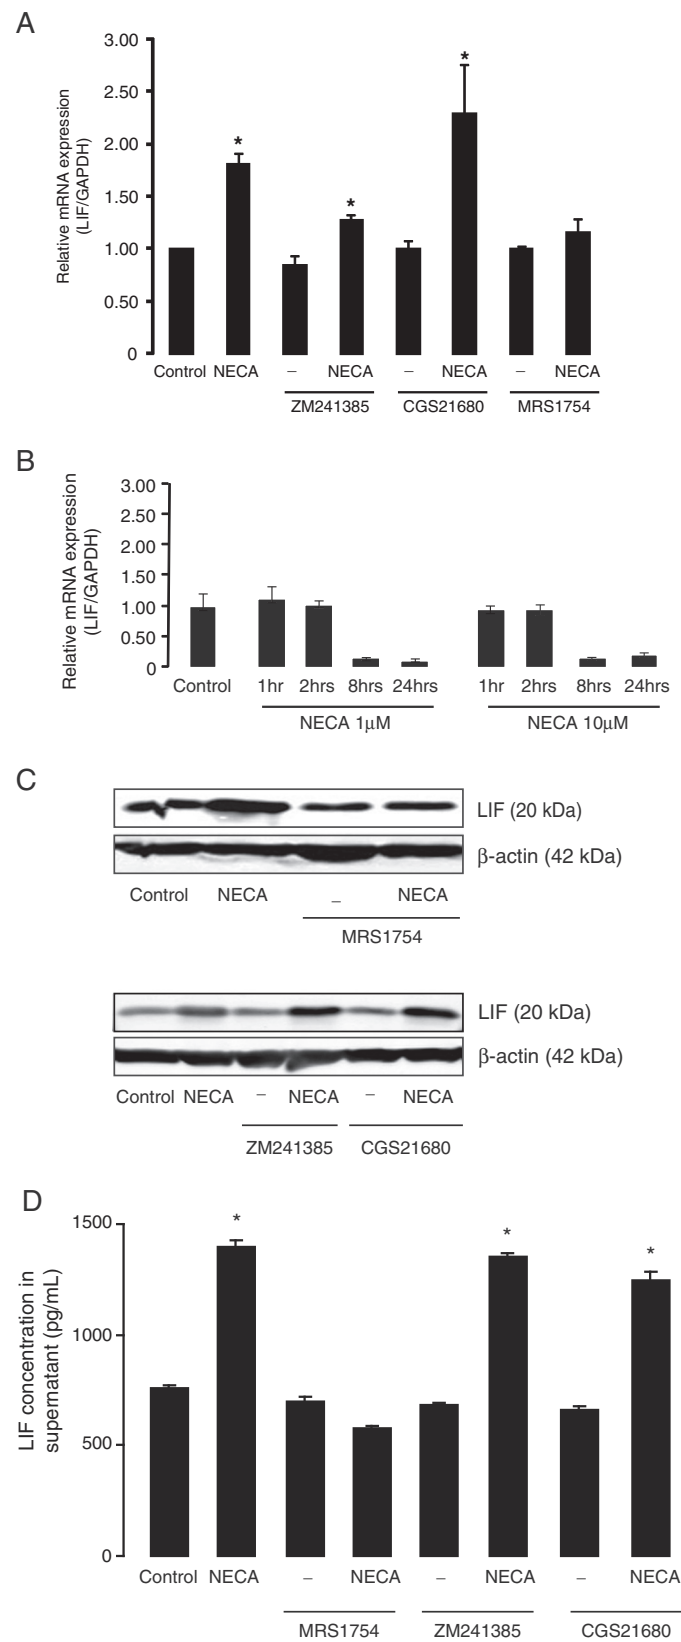 A
Relative mRNA expression
(LIF/GAPDH)
3.00
2.50
2.00
1.50
1.00
0.50
0
* * *
Control NECA – NECA – NECA – NECA
ZM241385 CGS21680 MRS1754
B
Relative mRNA expression
(LIF/GAPDH)
3.00
2.50
2.00
1.50
1.00
0.50
0
Control 1hr 2hrs 8hrs 24hrs 1hr 2hrs 8hrs 24hrs
NECA 1µM NECA 10µM
C
LIF (20 kDa)
β-actin (42 kDa)
Control NECA – NECA
MRS1754
LIF (20 kDa)
β-actin (42 kDa)
Control NECA – NECA – NECA
ZM241385 CGS21680
D
LIF concentration in
supernatant (pg/mL)
1500
1000
500
0
* * *
Control NECA – NECA – NECA – NECA
MRS1754 ZM241385 CGS21680